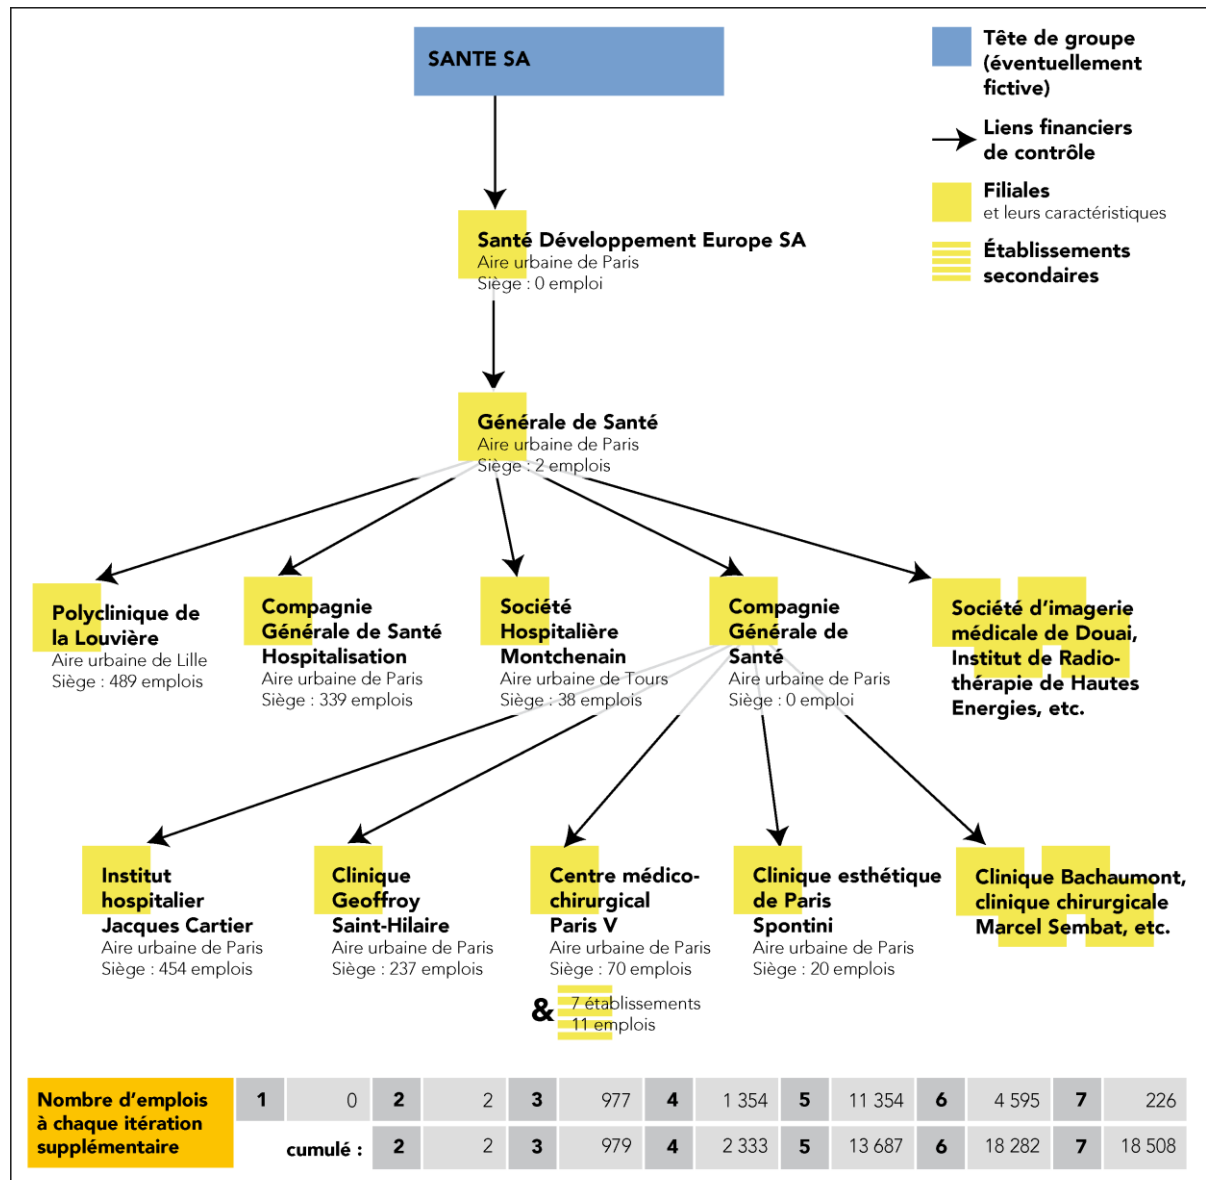 SANTE SA
Tête de groupe
(éventuellement
fictive)
Liens financiers
de contrôle
Filiales
et leurs caractéristiques
Établissements
secondaires
Santé Développement Europe SA
Aire urbaine de Paris
Siège : 0 emploi
Générale de Santé
Aire urbaine de Paris
Siège : 2 emplois
Polyclinique de
la Louvière
Aire urbaine de Lille
Siège : 489 emplois
Compagnie
Générale de Santé
Hospitalisation
Aire urbaine de Paris
Siège : 339 emplois
Société
Hospitalière
Montchenain
Aire urbaine de Tours
Siège : 38 emplois
Compagnie
Générale de
Santé
Aire urbaine de Paris
Siège : 0 emploi
Société d'imagerie
médicale de Douai,
Institut de Radio-
thérapie de Hautes
Energies, etc.
Institut
hospitalier
Jacques Cartier
Aire urbaine de Paris
Siège : 454 emplois
Clinique
Geoffroy
Saint-Hilaire
Aire urbaine de Paris
Siège : 237 emplois
Centre médico-
chirurgical
Paris V
Aire urbaine de Paris
Siège : 70 emplois
& 7 établissements
11 emplois
Clinique esthétique
de Paris
Spontini
Aire urbaine de Paris
Siège : 20 emplois
Clinique Bachaumont,
clinique chirurgicale
Marcel Sembat, etc.
Nombre d'emplois
à chaque itération
supplémentaire
1 0 2 2 3 977 4 1 354 5 11 354 6 4 595 7 226
cumulé : 2 2 3 979 4 2 333 5 13 687 6 18 282 7 18 508